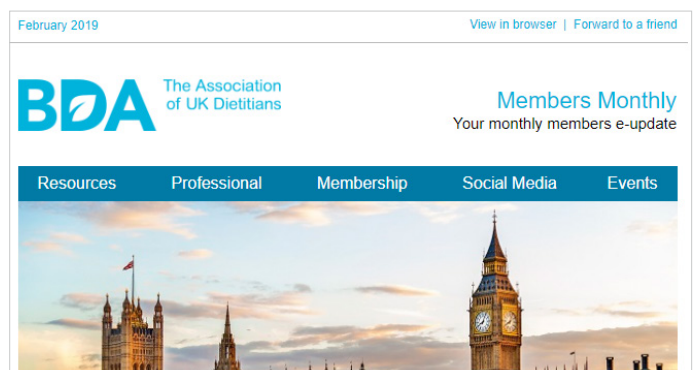 February 2019
View in browser | Forward to a friend
BDA
The Association
of UK Dietitians
Members Monthly
Your monthly members e-update
Resources Professional Membership Social Media Events